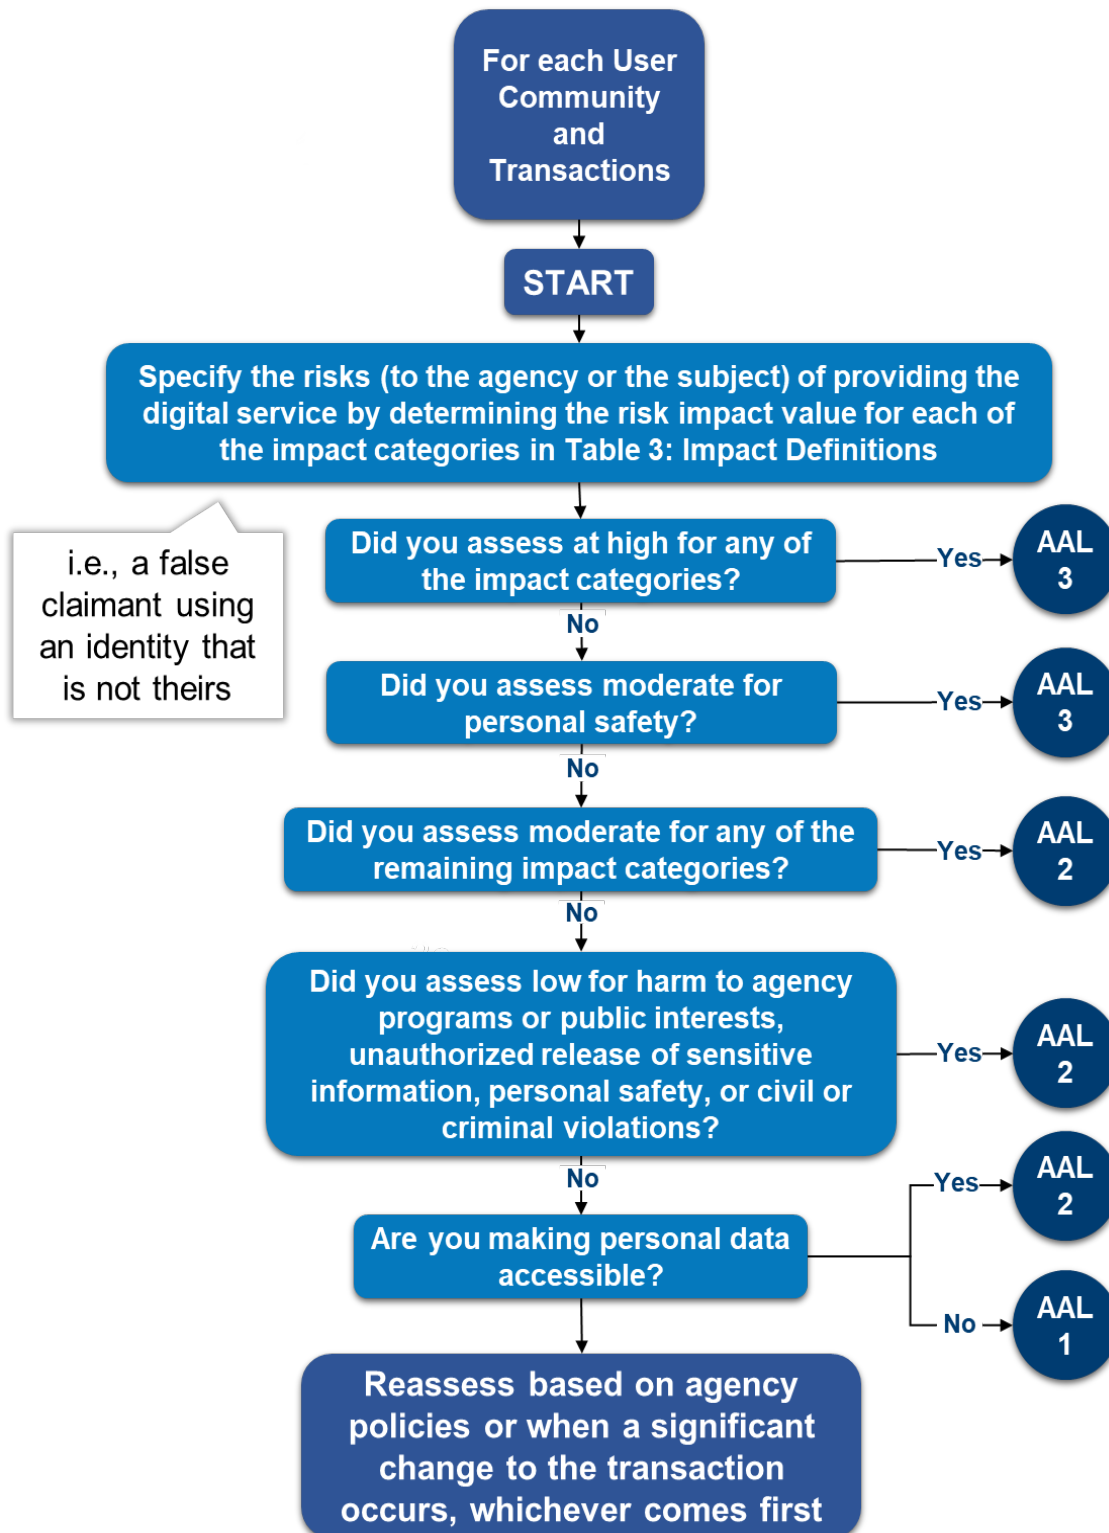 For each User
Community
and
Transactions
START
Specify the risks (to the agency or the subject) of providing the
digital service by determining the risk impact value for each of
the impact categories in Table 3: Impact Definitions
i.e., a false
claimant using
an identity that
is not theirs
Did you assess at high for any of
the impact categories?
Yes
AAL
3
No
Did you assess moderate for
personal safety?
Yes
AAL
3
No
Did you assess moderate for any of the
remaining impact categories?
Yes
AAL
2
No
Did you assess low for harm to agency
programs or public interests,
unauthorized release of sensitive
information, personal safety, or civil or
criminal violations?
Yes
AAL
2
No
Are you making personal data
accessible?
Yes
AAL
2
No
AAL
1
Reassess based on agency
policies or when a significant
change to the transaction
occurs, whichever comes first